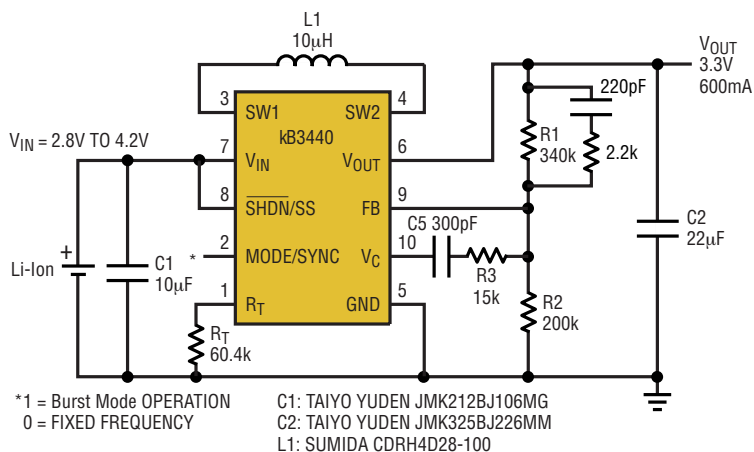 L1
10µH
3
4
SW1
SW2
kB3440
VIN = 2.8V TO 4.2V
7
VIN
VOUT
6
8
SHDN/SS
FB
9
*
2
MODE/SYNC
VC
10
1
RT
GND
5
Li-Ion
+
C1
10µF
RT
60.4k
C5 300pF
R3
15k
R1
340k
220pF
2.2k
R2
200k
C2
22µF
VOUT
3.3V
600mA
*1 = Burst Mode OPERATION
0 = FIXED FREQUENCY
C1: TAIYO YUDEN JMK212BJ106MG
C2: TAIYO YUDEN JMK325BJ226MM
L1: SUMIDA CDRH4D28-100